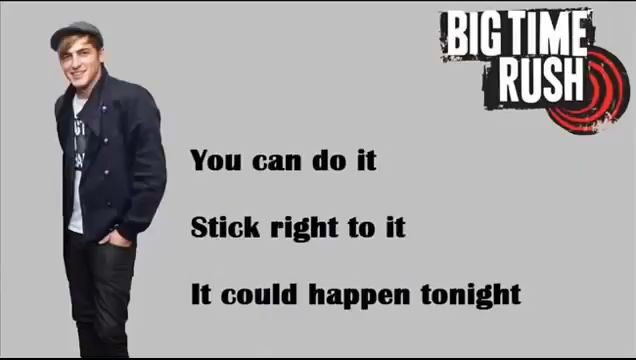 BIG TIME
RUSH
You can do it
Stick right to it
It could happen tonight